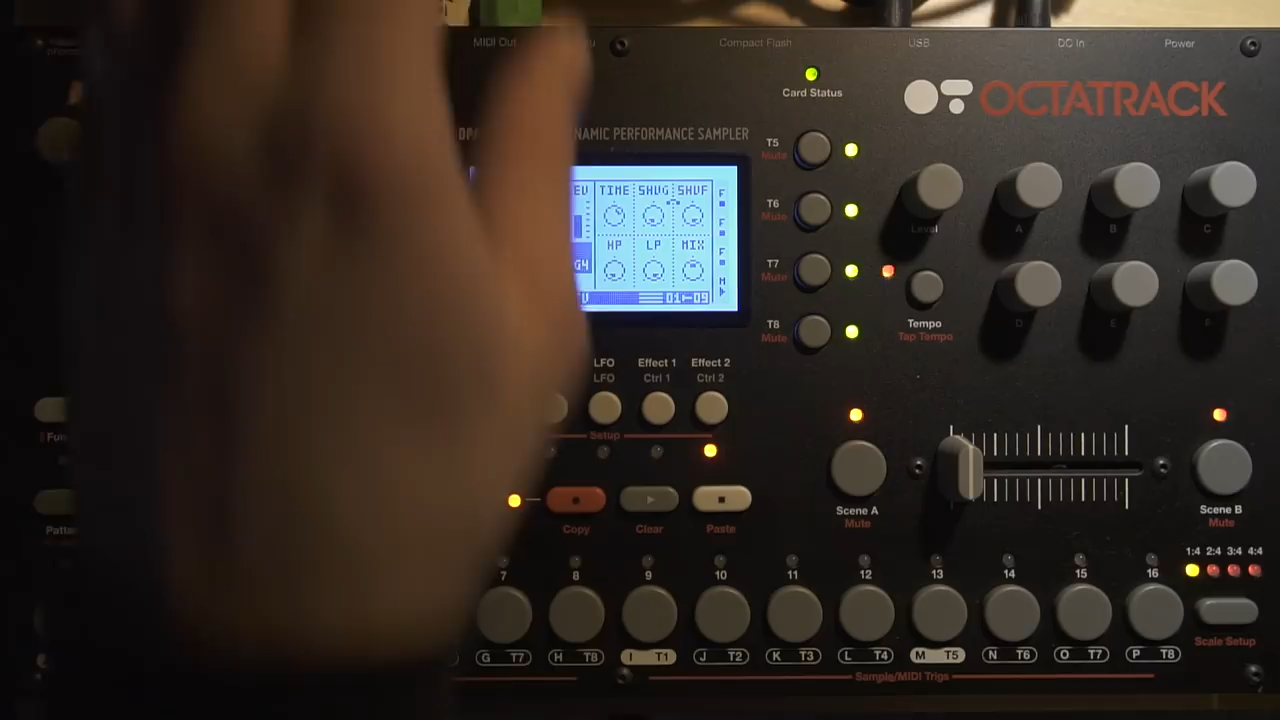 MIDI Out
Compact Flash
USB
DC In
Power
Card Status
OCTATRACK
NAMIC PERFORMANCE SAMPLER
T5
Mute
T6
Mute
T7
Mute
T8
Mute
Level
A
B
C
TIME
SHVG
SHVF
HP
LP
MIX
G4
Tempo
Tap Tempo
D
E
F
LFO
LFO
Effect 1
Ctrl 1
Effect 2
Ctrl 2
Setup
Copy
Clear
Paste
Scene A
Mute
Scene B
Mute
1:4 2:4 3:4 4:4
7 8 9 10 11 12 13 14 15 16
Scale Setup
G T7 H T8 I T1 J T2 K T3 L T4 M T5 N T6 O T7 P T8
Sample/MIDI Trigs